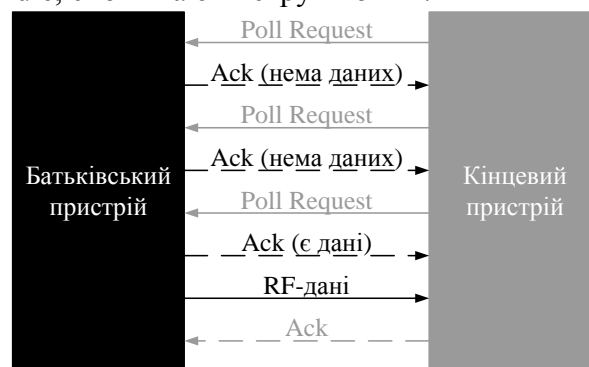 Poll Request
Ack (нема даних)
Poll Request
Ack (нема даних)
Батьківський
пристрій
Кінцевий
пристрій
Poll Request
Ack (є дані)
RF-дані
Ack